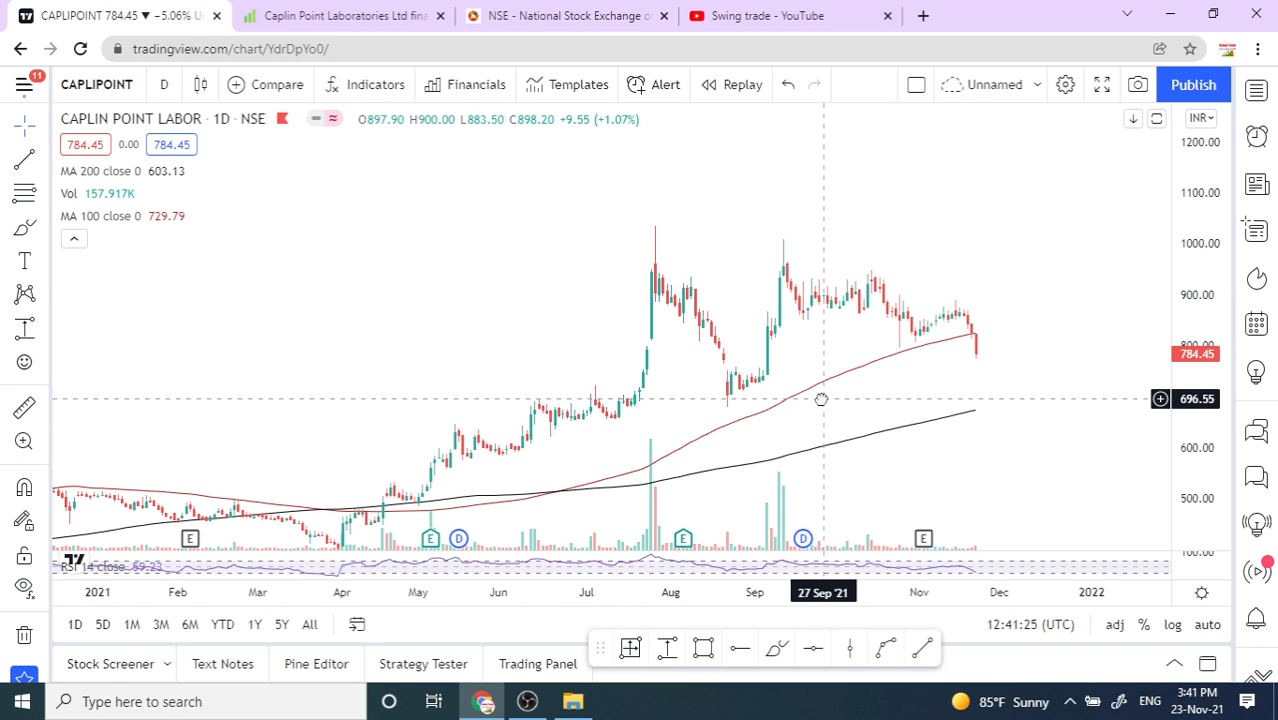 CAPLIPOINT 784.45 ▼ −5.06% U
Caplin Point Laboratories Ltd fina
NSE - National Stock Exchange o
Swing trade - YouTube
tradingview.com/chart/YdrDpYo0/
11
CAPLIPOINT
D
Compare
Indicators
Financials
Templates
Alert
Replay
Unnamed
Publish
CAPLIN POINT LABOR · 1D · NSE
O897.90 H900.00 L883.50 C898.20 +9.55 (+1.07%)
INR
784.45
0.00
784.45
MA 200 close 0 603.13
Vol 157.917K
MA 100 close 0 729.79
1200.00
1100.00
1000.00
900.00
800.00
784.45
696.55
600.00
500.00
100.00
E
E
D
E
D
E
RSI 14 close 59.23
2021
Feb
Mar
Apr
May
Jun
Jul
Aug
Sep
27 Sep '21
Nov
Dec
2022
1D
5D
1M
3M
6M
YTD
1Y
5Y
All
12:41:25 (UTC)
adj
%
log
auto
Stock Screener
Text Notes
Pine Editor
Strategy Tester
Trading Panel
Type here to search
85°F Sunny
ENG
3:41 PM
23-Nov-21